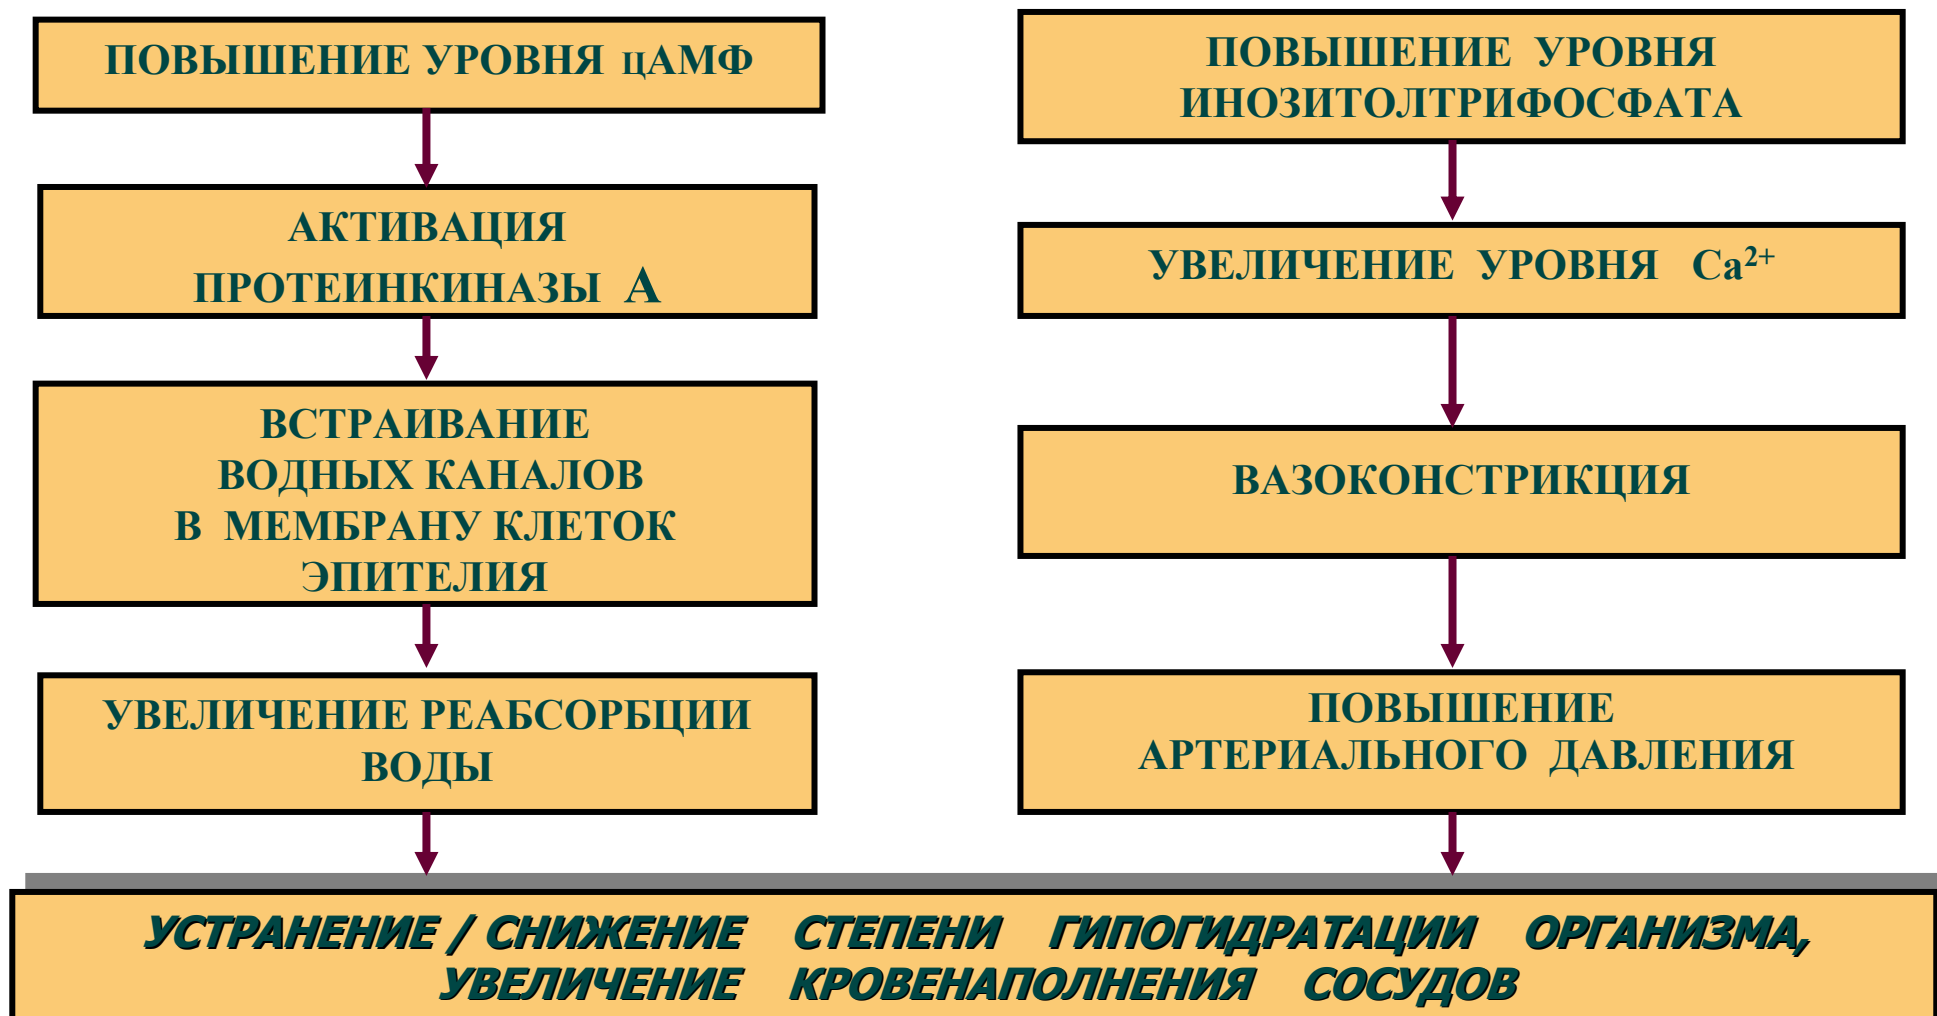 ПОВЫШЕНИЕ УРОВНЯ цАМФ
АКТИВАЦИЯ
ПРОТЕИНКИНАЗЫ А
ВСТРАИВАНИЕ
ВОДНЫХ КАНАЛОВ
В МЕМБРАНУ КЛЕТОК
ЭПИТЕЛИЯ
УВЕЛИЧЕНИЕ РЕАБСОРБЦИИ
ВОДЫ
ПОВЫШЕНИЕ УРОВНЯ
ИНОЗИТОЛТРИФОСФАТА
УВЕЛИЧЕНИЕ УРОВНЯ Ca²⁺
ВАЗОКОНСТРИКЦИЯ
ПОВЫШЕНИЕ
АРТЕРИАЛЬНОГО ДАВЛЕНИЯ
УСТРАНЕНИЕ / СНИЖЕНИЕ СТЕПЕНИ ГИПОГИДРАТАЦИИ ОРГАНИЗМА,
УВЕЛИЧЕНИЕ КРОВЕНАПОЛНЕНИЯ СОСУДОВ